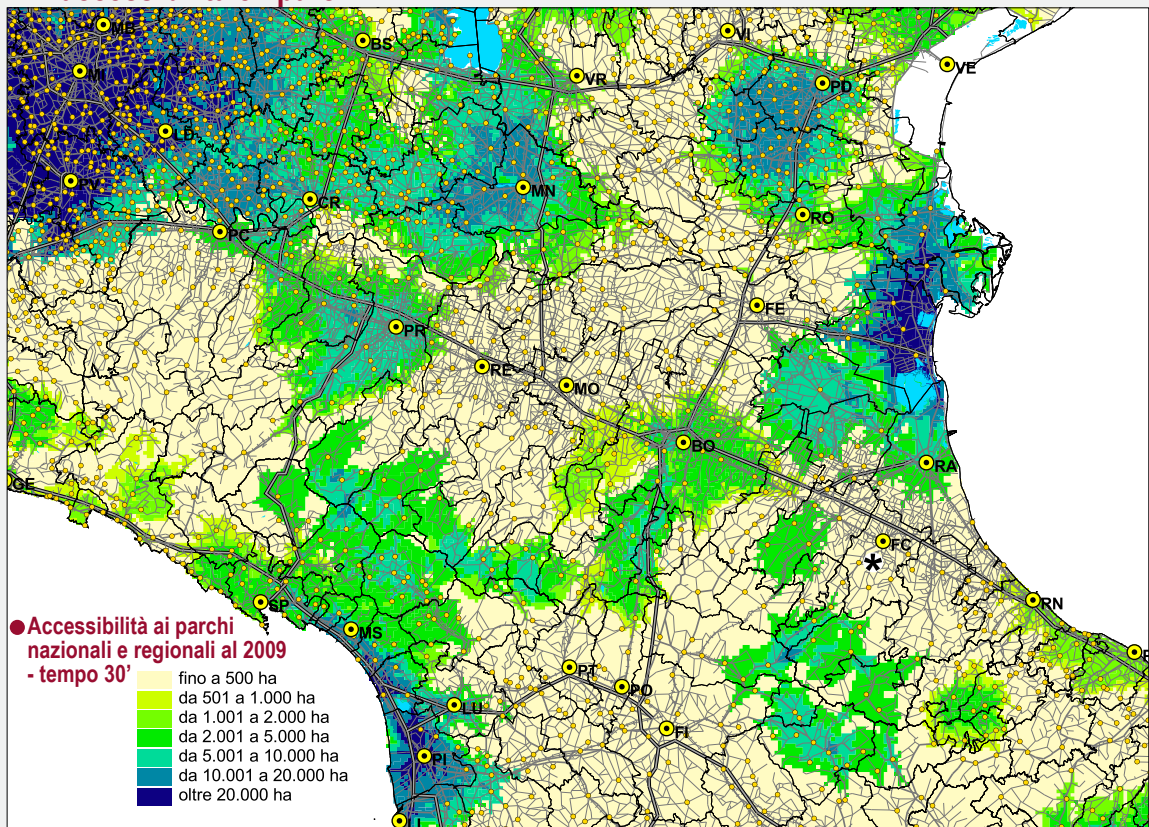 MB
BS
VI
MI
VR
VE
PD
LD
PV
MN
CR
RO
PC
FE
PR
RE
MO
BO
RA
GE
FC
*
RN
SP
MS
PT
PO
LU
FI
PI
LI
● Accessibilità ai parchi
nazionali e regionali al 2009
- tempo 30’
fino a 500 ha
da 501 a 1.000 ha
da 1.001 a 2.000 ha
da 2.001 a 5.000 ha
da 5.001 a 10.000 ha
da 10.001 a 20.000 ha
oltre 20.000 ha